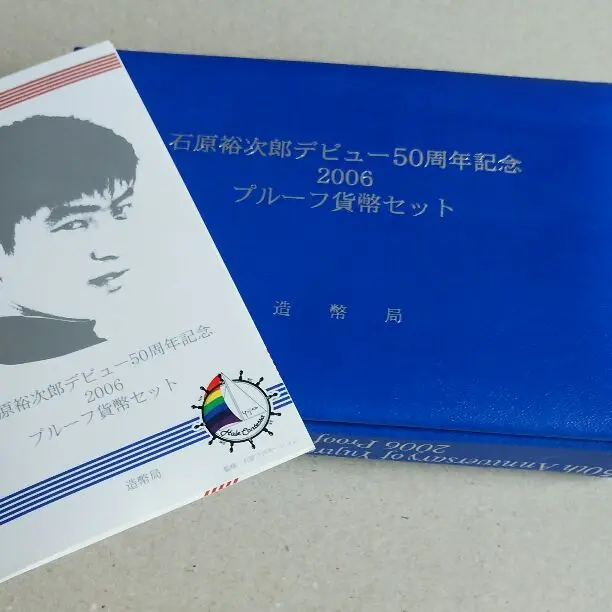 石原裕次郎デビュー50周年記念
2006
プルーフ貨幣セット
造幣局
原裕次郎デビュー50周年記念
2006
プルーフ貨幣セット
造幣局
50th Anniversary of Yujiro
2006 Proof